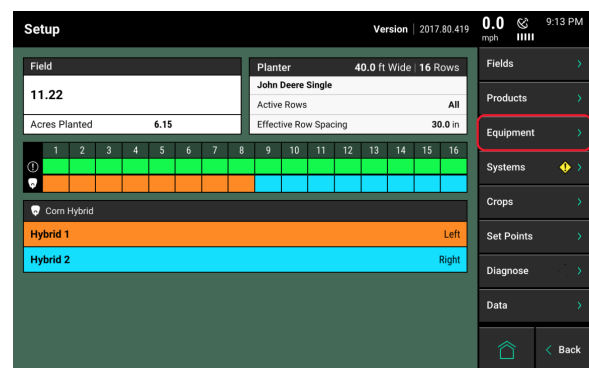 Setup
Version | 2017.80.419
0.0
mph
9:13 PM
Field
11.22
Acres Planted 6.15
Planter 40.0 ft Wide | 16 Rows
John Deere Single
Active Rows All
Effective Row Spacing 30.0 in
1 2 3 4 5 6 7 8 9 10 11 12 13 14 15 16
Corn Hybrid
Hybrid 1 Left
Hybrid 2 Right
Fields
Products
Equipment
Systems
Crops
Set Points
Diagnose
Data
Back